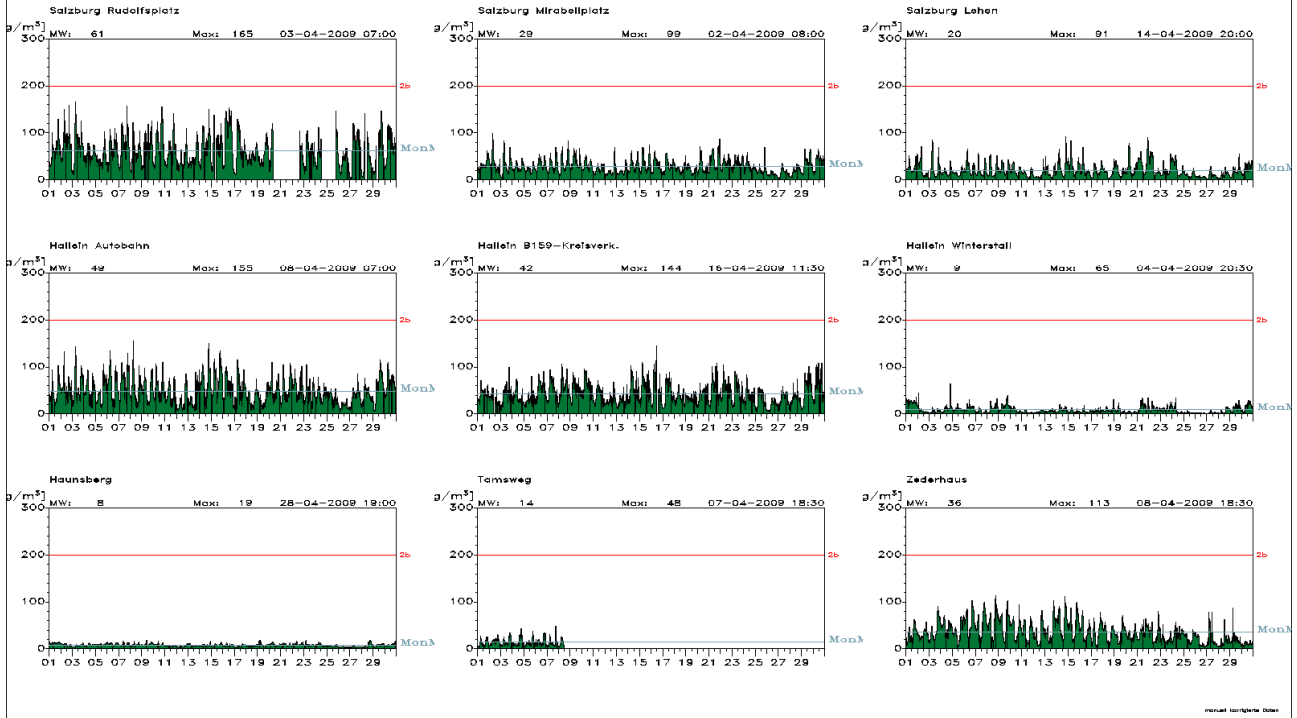 Salzburg Rudolfsplatz Salzburg Mirabellplatz Salzburg Lehen
g/m³] MW: 61 Max: 165 03-04-2009 07:00 g/m³] MW: 29 Max: 99 02-04-2009 08:00 g/m³] MW: 20 Max: 91 14-04-2009 20:00
300 300 300
200 2b 200 2b 200 2b
100 100 100
MonM MonM MonM
0 0 0
01 03 05 07 09 11 13 15 17 19 21 23 25 27 29 01 03 05 07 09 11 13 15 17 19 21 23 25 27 29 01 03 05 07 09 11 13 15 17 19 21 23 25 27 29
Hallein Autobahn Hallein B159-Kreisverk. Hallein Winterstall
g/m³] MW: 49 Max: 155 08-04-2009 07:00 g/m³] MW: 42 Max: 144 16-04-2009 11:30 g/m³] MW: 9 Max: 65 04-04-2009 20:30
300 300 300
200 2b 200 2b 200 2b
100 100 100
MonM MonM MonM
0 0 0
01 03 05 07 09 11 13 15 17 19 21 23 25 27 29 01 03 05 07 09 11 13 15 17 19 21 23 25 27 29 01 03 05 07 09 11 13 15 17 19 21 23 25 27 29
Haunsberg Tamsweg Zederhaus
g/m³] MW: 8 Max: 19 28-04-2009 19:00 g/m³] MW: 14 Max: 48 07-04-2009 18:30 g/m³] MW: 36 Max: 113 08-04-2009 18:30
300 300 300
200 2b 200 2b 200 2b
100 100 100
MonM MonM MonM
0 0 0
01 03 05 07 09 11 13 15 17 19 21 23 25 27 29 01 03 05 07 09 11 13 15 17 19 21 23 25 27 29 01 03 05 07 09 11 13 15 17 19 21 23 25 27 29
manuell korrigierte Daten